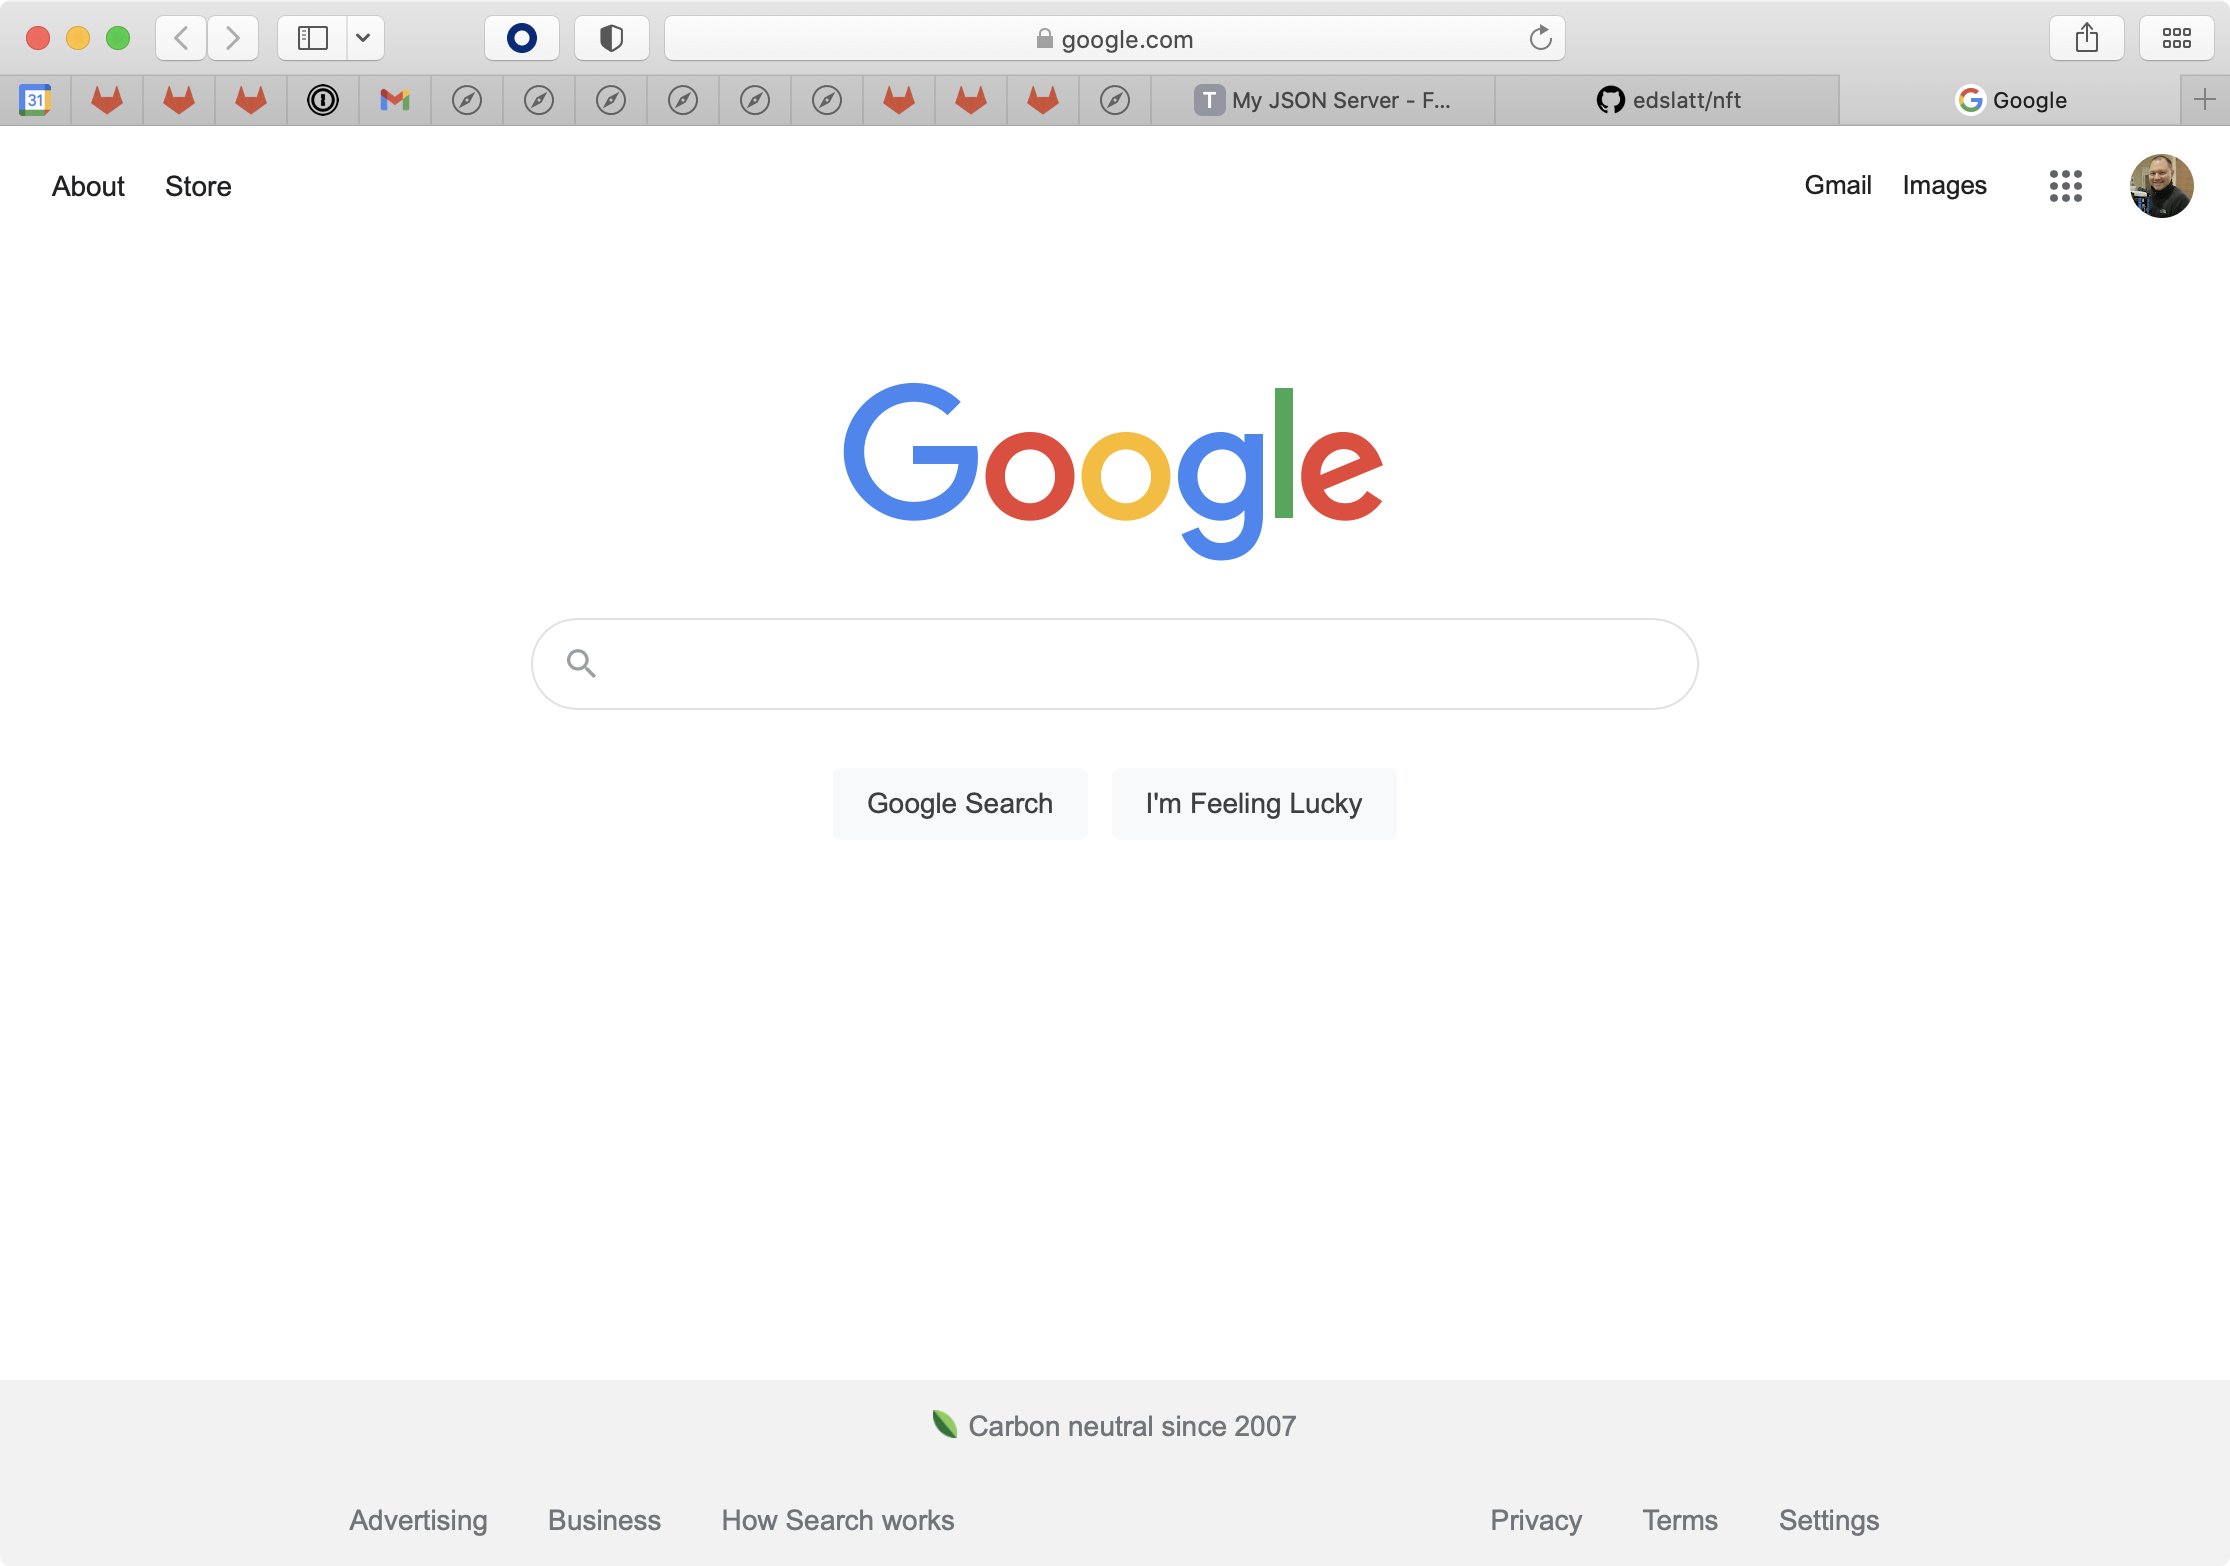 google.com
31
T My JSON Server - F...
edslatt/nft
Google
About Store
Gmail Images
Google
Google Search
I'm Feeling Lucky
Carbon neutral since 2007
Advertising Business How Search works
Privacy Terms Settings